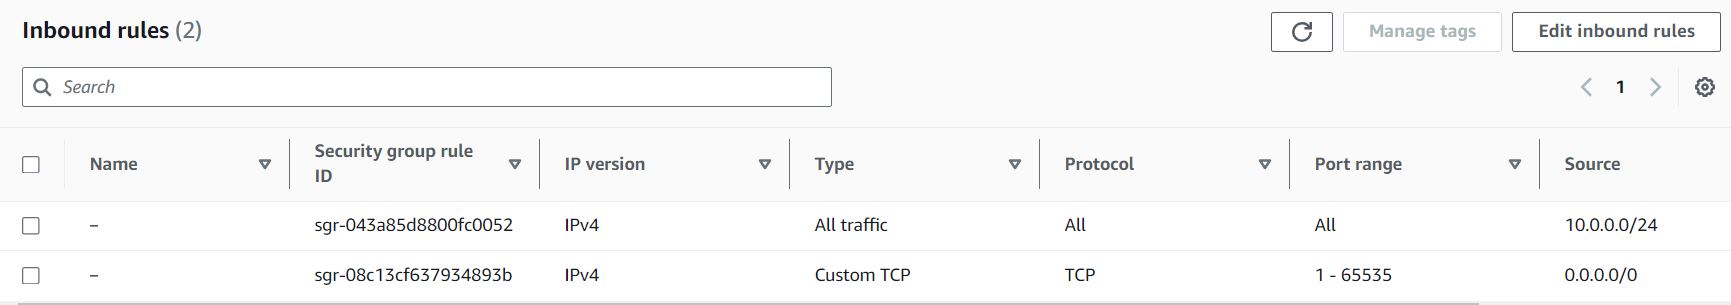 Inbound rules (2)
Manage tags
Edit inbound rules
Search
1
Name
Security group rule
ID
IP version
Type
Protocol
Port range
Source
– sgr-043a85d8800fc0052 IPv4 All traffic All All 10.0.0.0/24
– sgr-08c13cf637934893b IPv4 Custom TCP TCP 1 - 65535 0.0.0.0/0